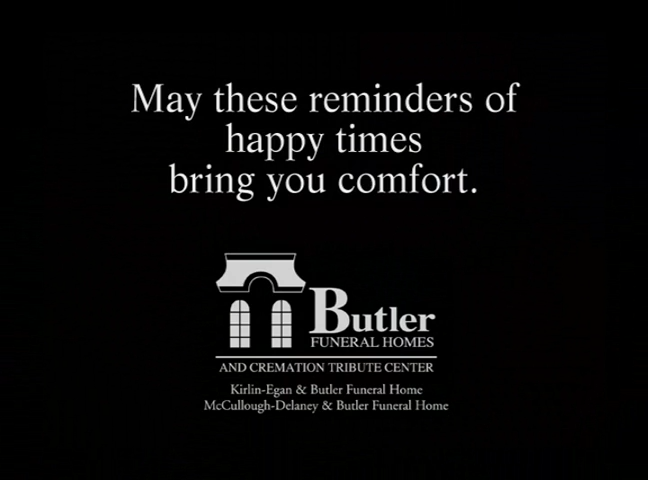 May these reminders of
happy times
bring you comfort.
Butler
FUNERAL HOMES
AND CREMATION TRIBUTE CENTER
Kirlin-Egan & Butler Funeral Home
McCullough-Delaney & Butler Funeral Home